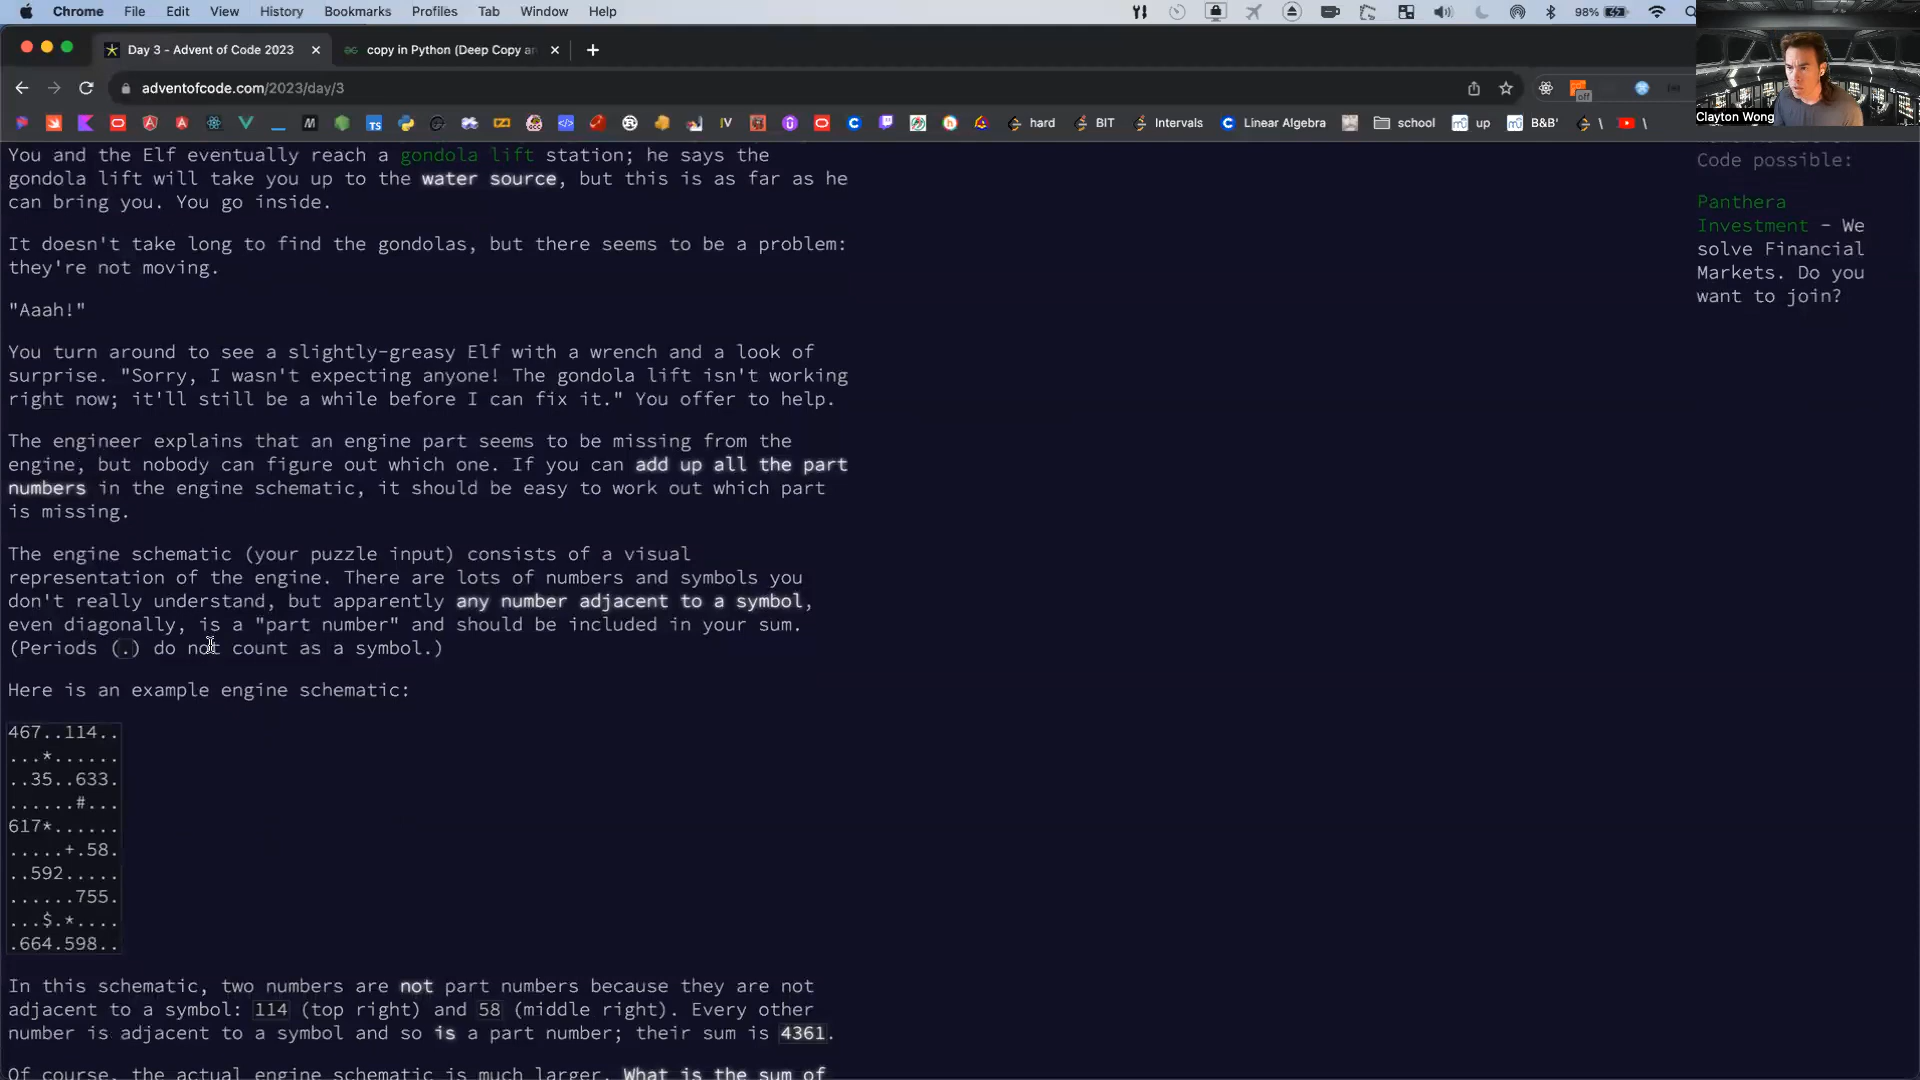 Chrome File Edit View History Bookmarks Profiles Tab Window Help 98%
Day 3 - Advent of Code 2023 copy in Python (Deep Copy an
adventofcode.com/2023/day/3 off
IV hard BIT Intervals Linear Algebra school up B&B' \ \
Clayton Wong
You and the Elf eventually reach a gondola lift station; he says the
gondola lift will take you up to the water source, but this is as far as he
can bring you. You go inside.
It doesn't take long to find the gondolas, but there seems to be a problem:
they're not moving.
"Aaah!"
You turn around to see a slightly-greasy Elf with a wrench and a look of
surprise. "Sorry, I wasn't expecting anyone! The gondola lift isn't working
right now; it'll still be a while before I can fix it." You offer to help.
The engineer explains that an engine part seems to be missing from the
engine, but nobody can figure out which one. If you can add up all the part
numbers in the engine schematic, it should be easy to work out which part
is missing.
The engine schematic (your puzzle input) consists of a visual
representation of the engine. There are lots of numbers and symbols you
don't really understand, but apparently any number adjacent to a symbol,
even diagonally, is a "part number" and should be included in your sum.
(Periods (.) do not count as a symbol.)
Here is an example engine schematic:
467..114..
...*......
..35..633.
......#...
617*......
.....+.58.
..592.....
......755.
...$.*....
.664.598..
In this schematic, two numbers are not part numbers because they are not
adjacent to a symbol: 114 (top right) and 58 (middle right). Every other
number is adjacent to a symbol and so is a part number; their sum is 4361.
Of course, the actual engine schematic is much larger. What is the sum of
Code possible:
Panthera
Investment - We
solve Financial
Markets. Do you
want to join?